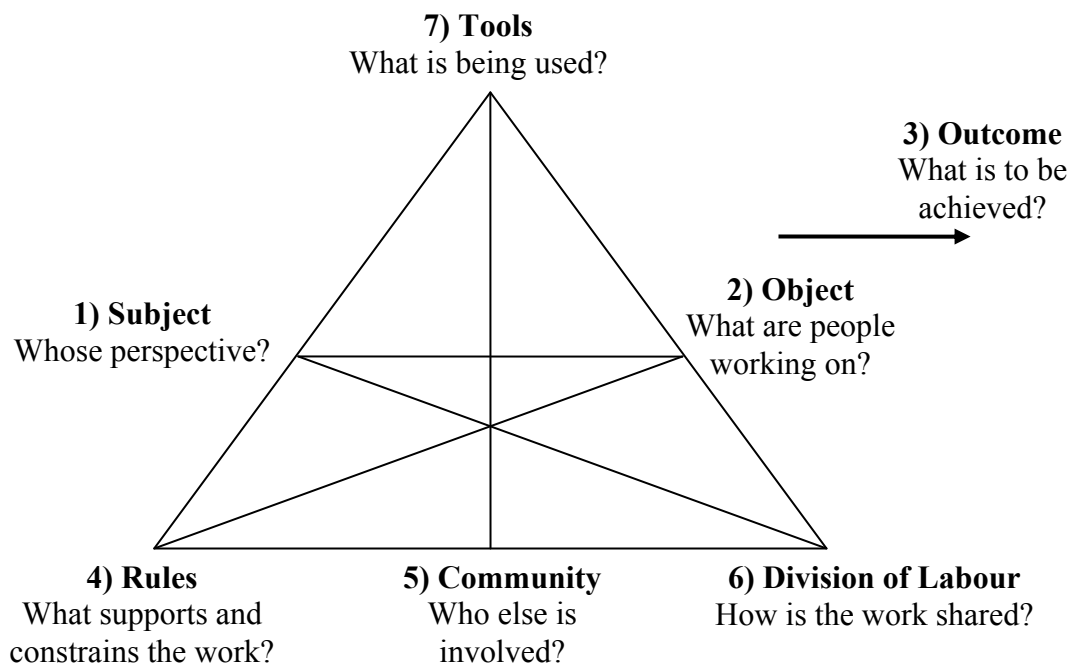 7) Tools
What is being used?
3) Outcome
What is to be
achieved?
1) Subject
Whose perspective?
2) Object
What are people
working on?
4) Rules
What supports and
constrains the work?
5) Community
Who else is
involved?
6) Division of Labour
How is the work shared?